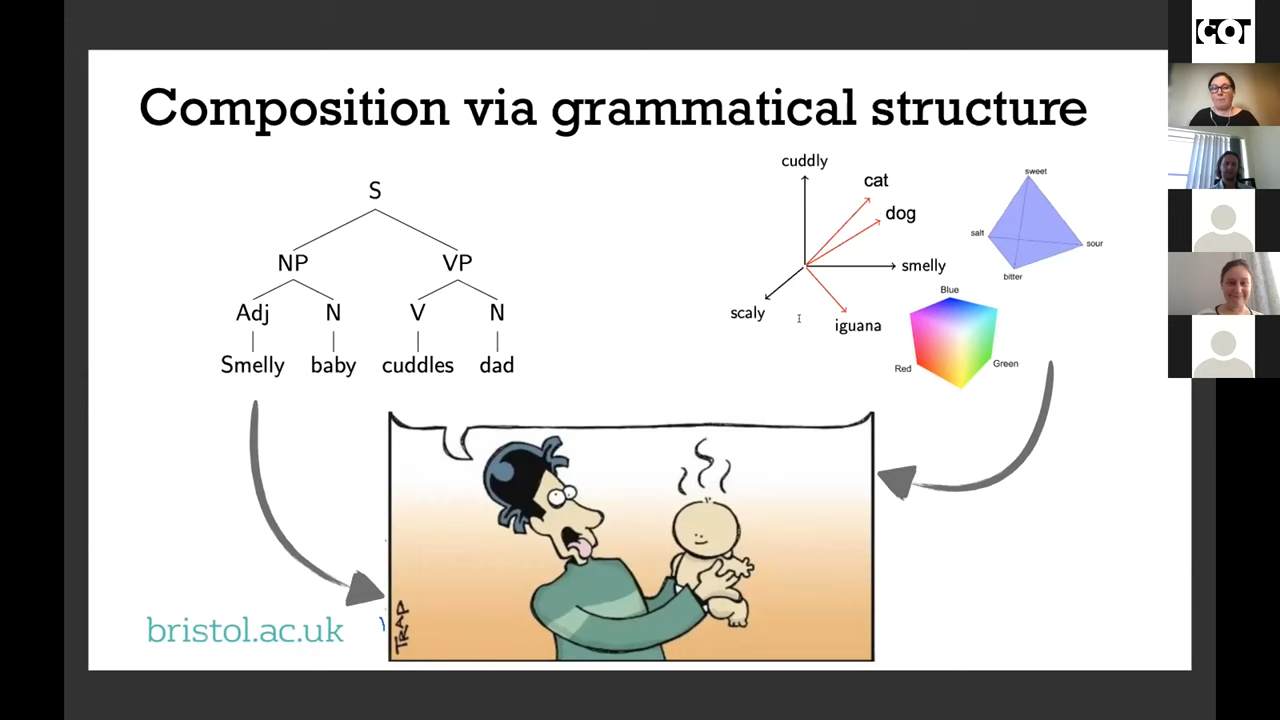 Composition via grammatical structure
S
NP VP
Adj N V N
Smelly baby cuddles dad
cuddly
cat
dog
smelly
scaly
iguana
sweet
salt
sour
bitter
Blue
Red
Green
TRAP
bristol.ac.uk